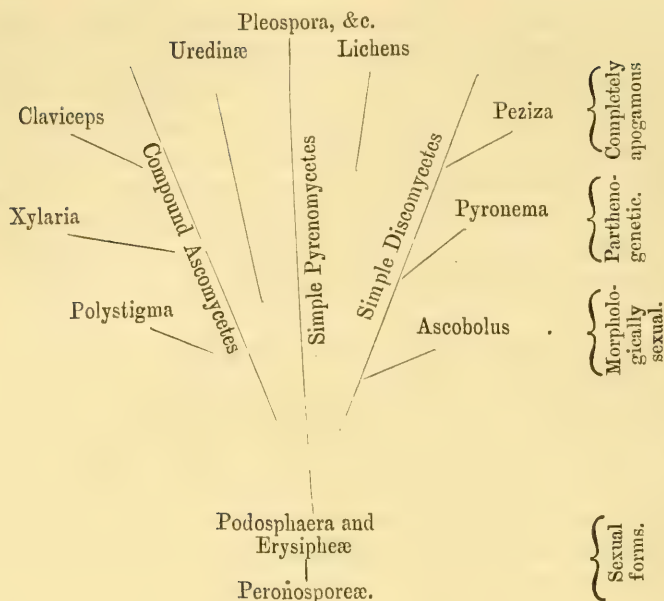 Pleospora, &c.
Uredinæ
Lichens
Claviceps
Peziza
Compound Ascomycetes
Simple Pyrenomycetes
Simple Discomycetes
Completely
apogamous
Xylaria
Pyronema
Partheno-
genetic.
Polystigma
Ascobolus
Morpholo-
gically
sexual.
Podosphaera and
Erysipheæ
Peronosporeæ.
Sexual
forms.